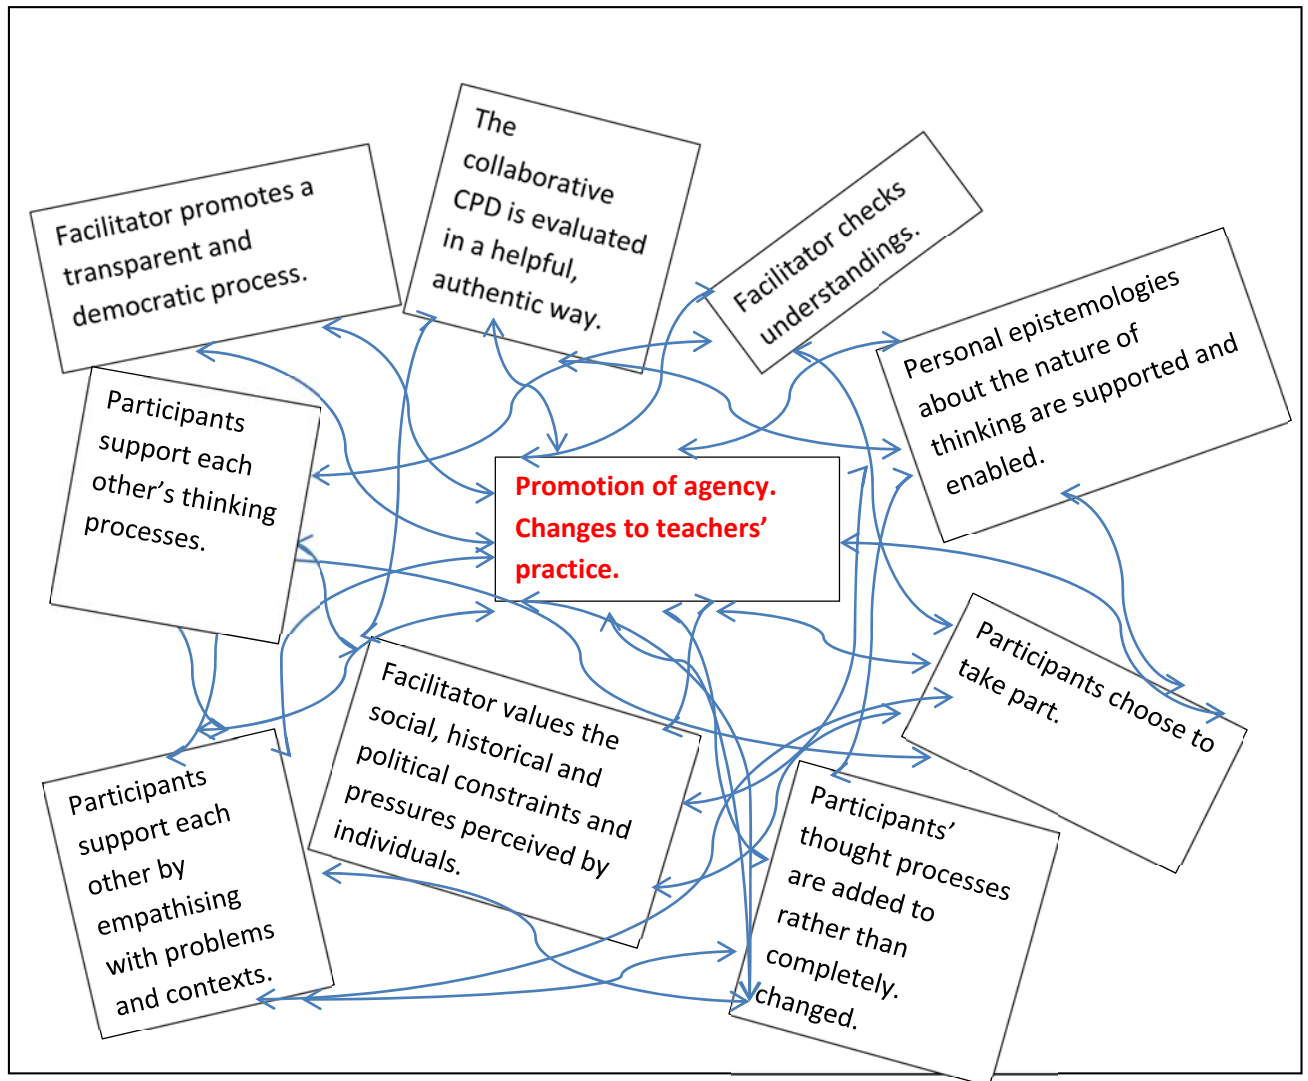 The
collaborative
CPD is evaluated
in a helpful,
authentic way.
Facilitator promotes a
transparent and
democratic process.
Facilitator checks
understandings.
Personal epistemologies
about the nature of
thinking are supported and
enabled.
Participants
support each
other's thinking
processes.
Promotion of agency.
Changes to teachers'
practice.
Participants choose to
take part.
Facilitator values the
social, historical and
political constraints and
pressures perceived by
individuals.
Participants
support each
other by
empathising
with problems
and contexts.
Participants'
thought processes
are added to
rather than
completely.
changed.